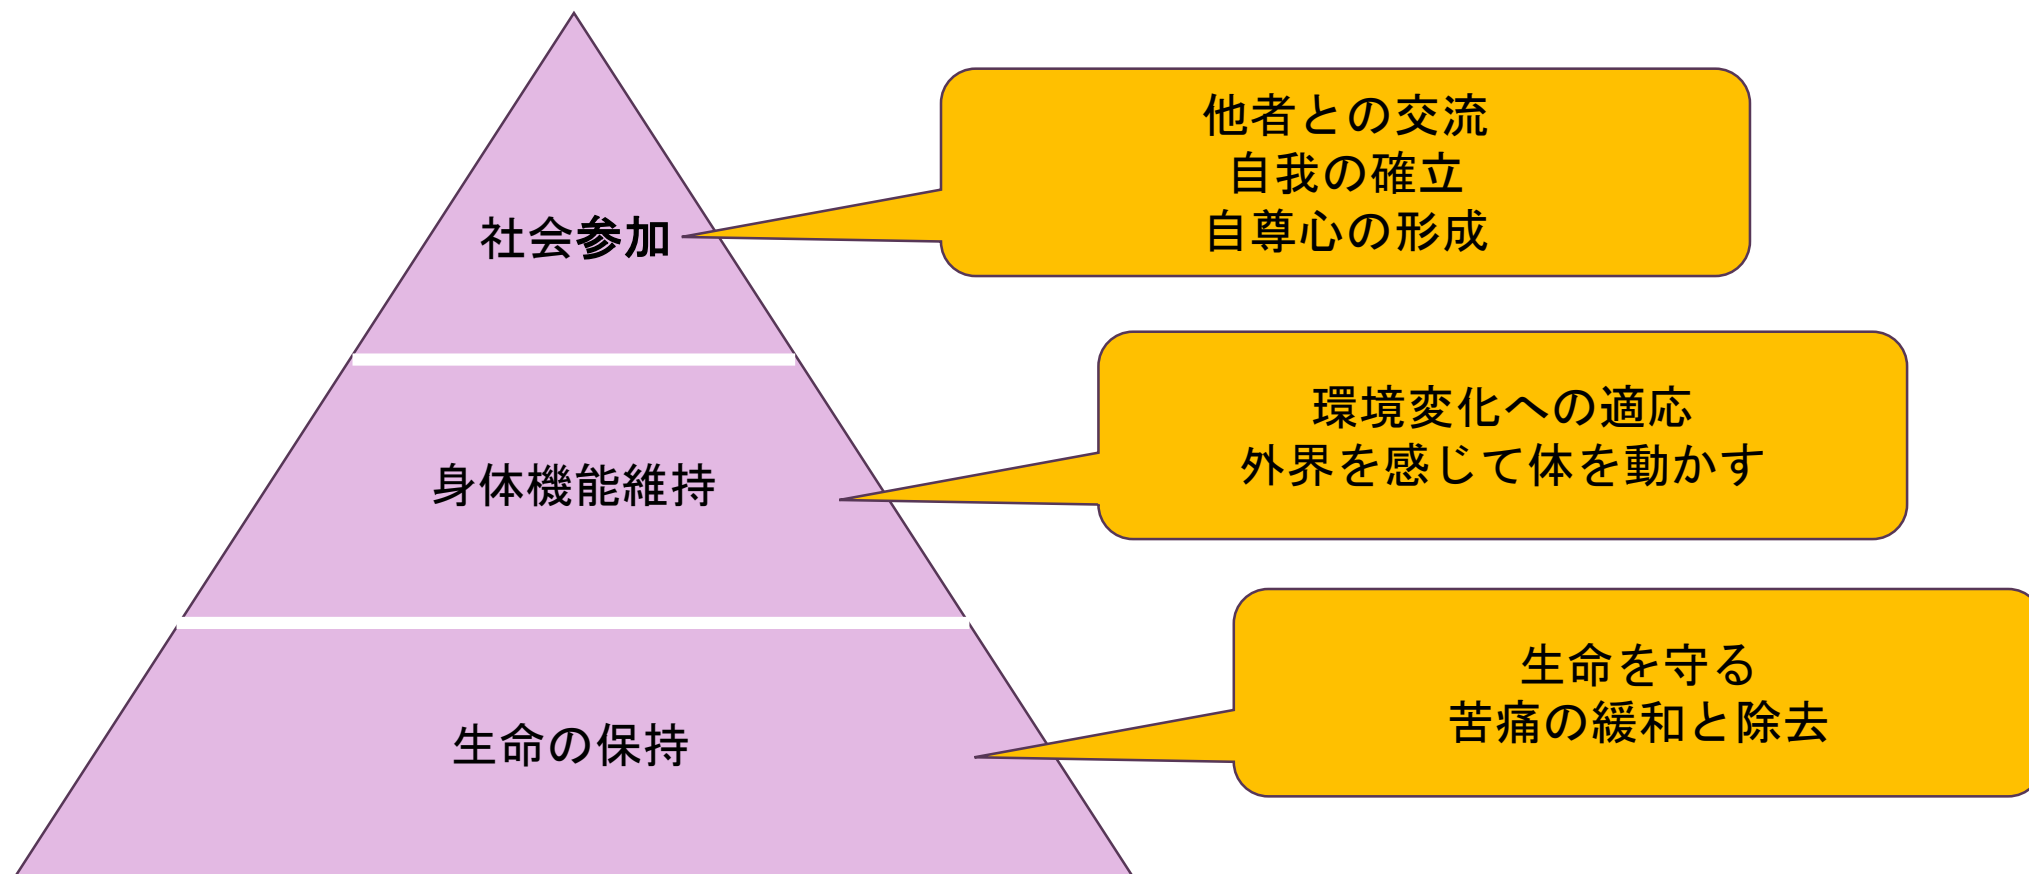 社会参加
他者との交流
自我の確立
自尊心の形成
身体機能維持
環境変化への適応
外界を感じて体を動かす
生命の保持
生命を守る
苦痛の緩和と除去